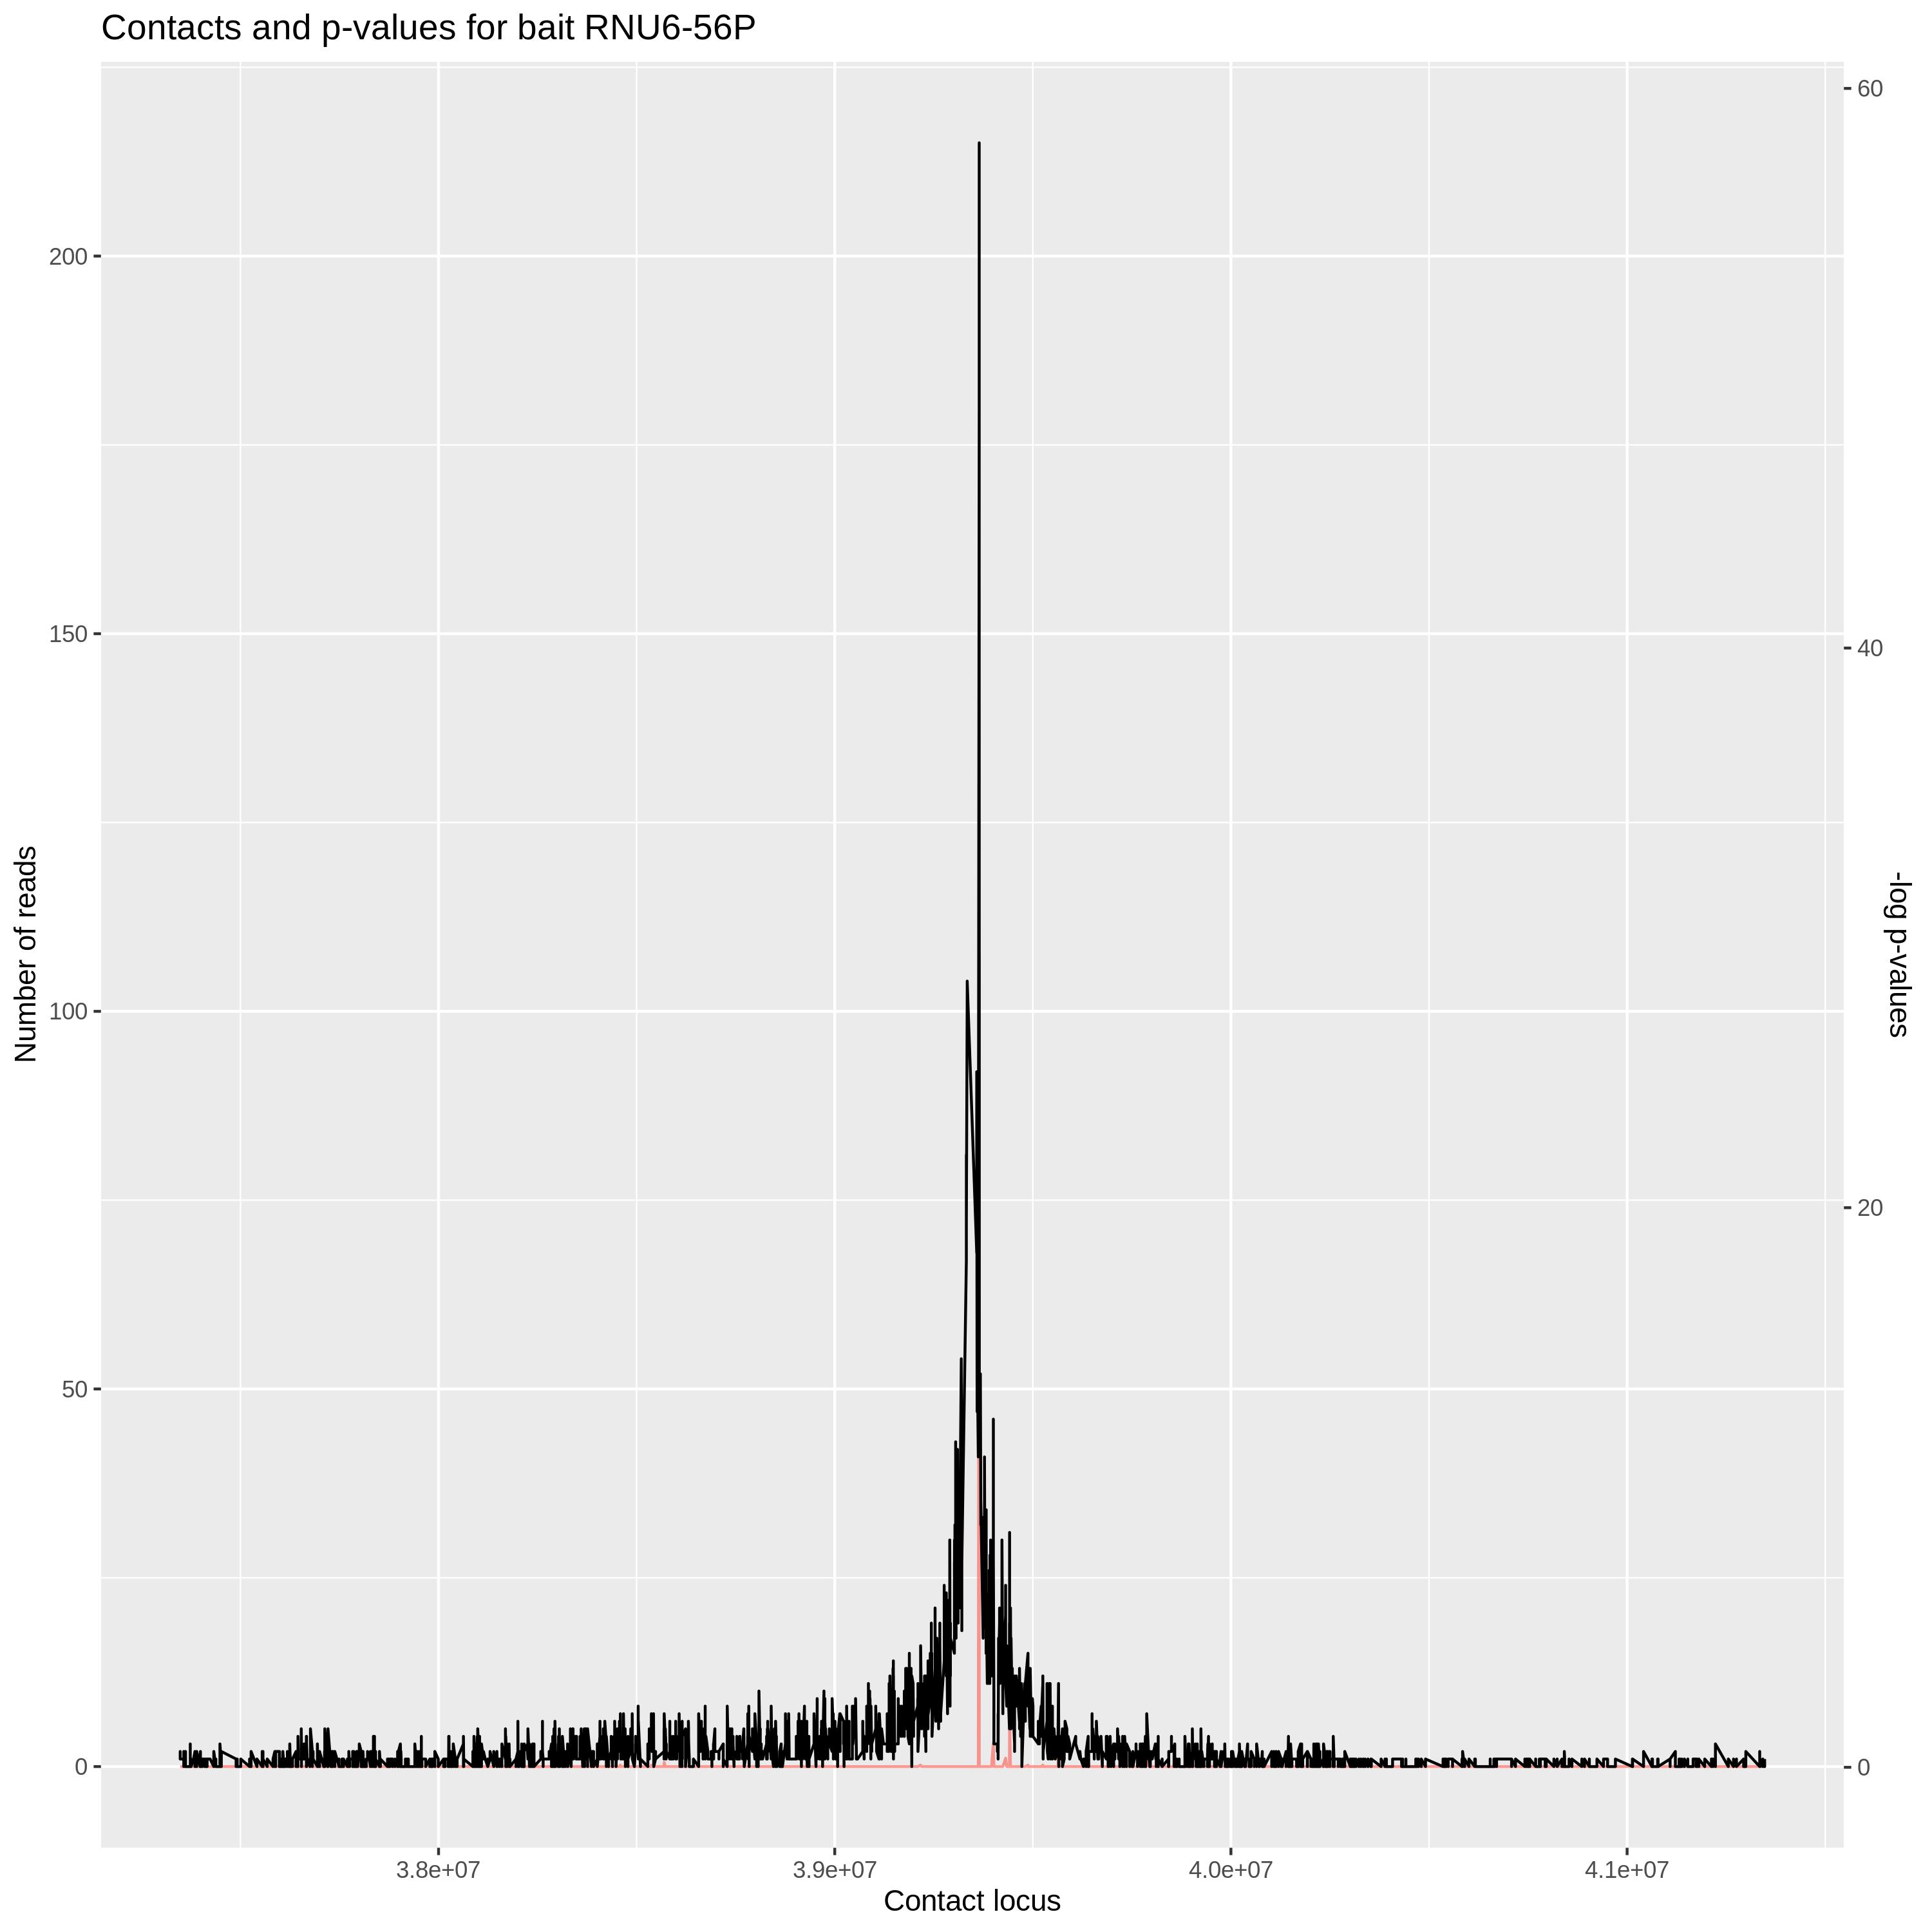 Contacts and p-values for bait RNU6-56P
60
200
150
40
Number of reads
-log p-values
100
20
50
0
0
3.8e+07
3.9e+07
4.0e+07
4.1e+07
Contact locus